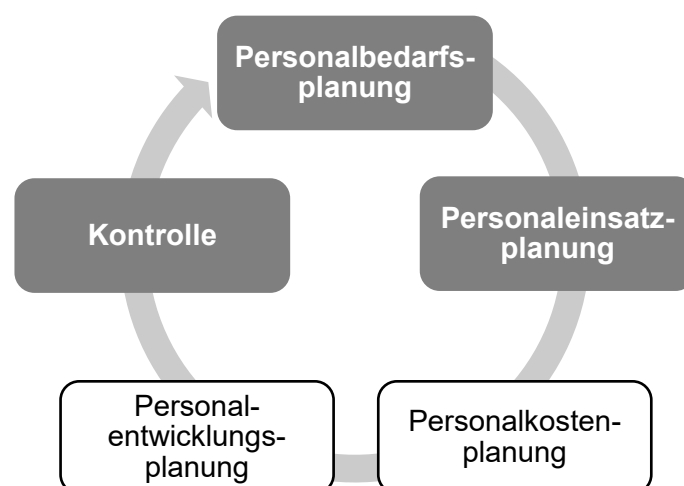 Personalbedarfs-
planung
Personaleinsatz-
planung
Personalkosten-
planung
Personal-
entwicklungs-
planung
Kontrolle